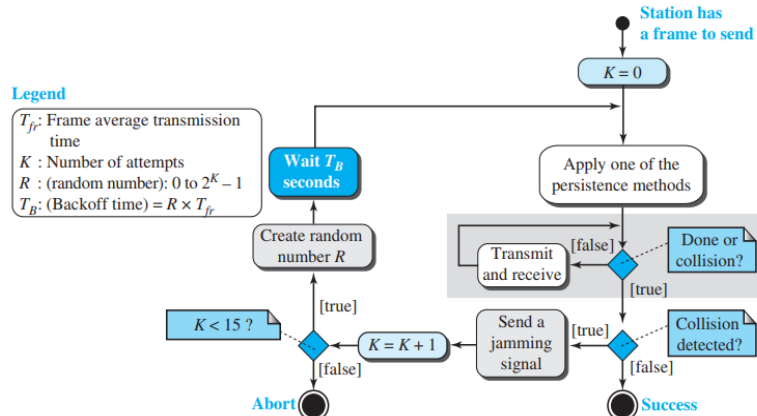 Station has
a frame to send
K = 0
Legend
T_fr: Frame average transmission
time
K : Number of attempts
R : (random number): 0 to 2^K – 1
T_B: (Backoff time) = R × T_fr
Wait T_B
seconds
Apply one of the
persistence methods
Create random
number R
[false]
Transmit
and receive
Done or
collision?
[true]
[true]
K < 15 ?
K = K + 1
Send a
jamming
signal
[true]
Collision
detected?
[false]
[false]
Abort
Success